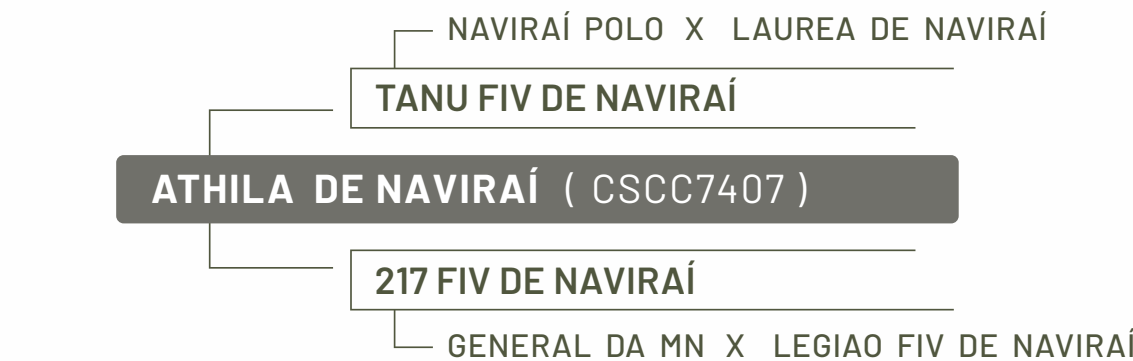 NAVIRAÍ POLO X LAUREA DE NAVIRAÍ
TANU FIV DE NAVIRAÍ
ATHILA DE NAVIRAÍ ( CSCC7407 )
217 FIV DE NAVIRAÍ
GENERAL DA MN X LEGIAO FIV DE NAVIRAÍ